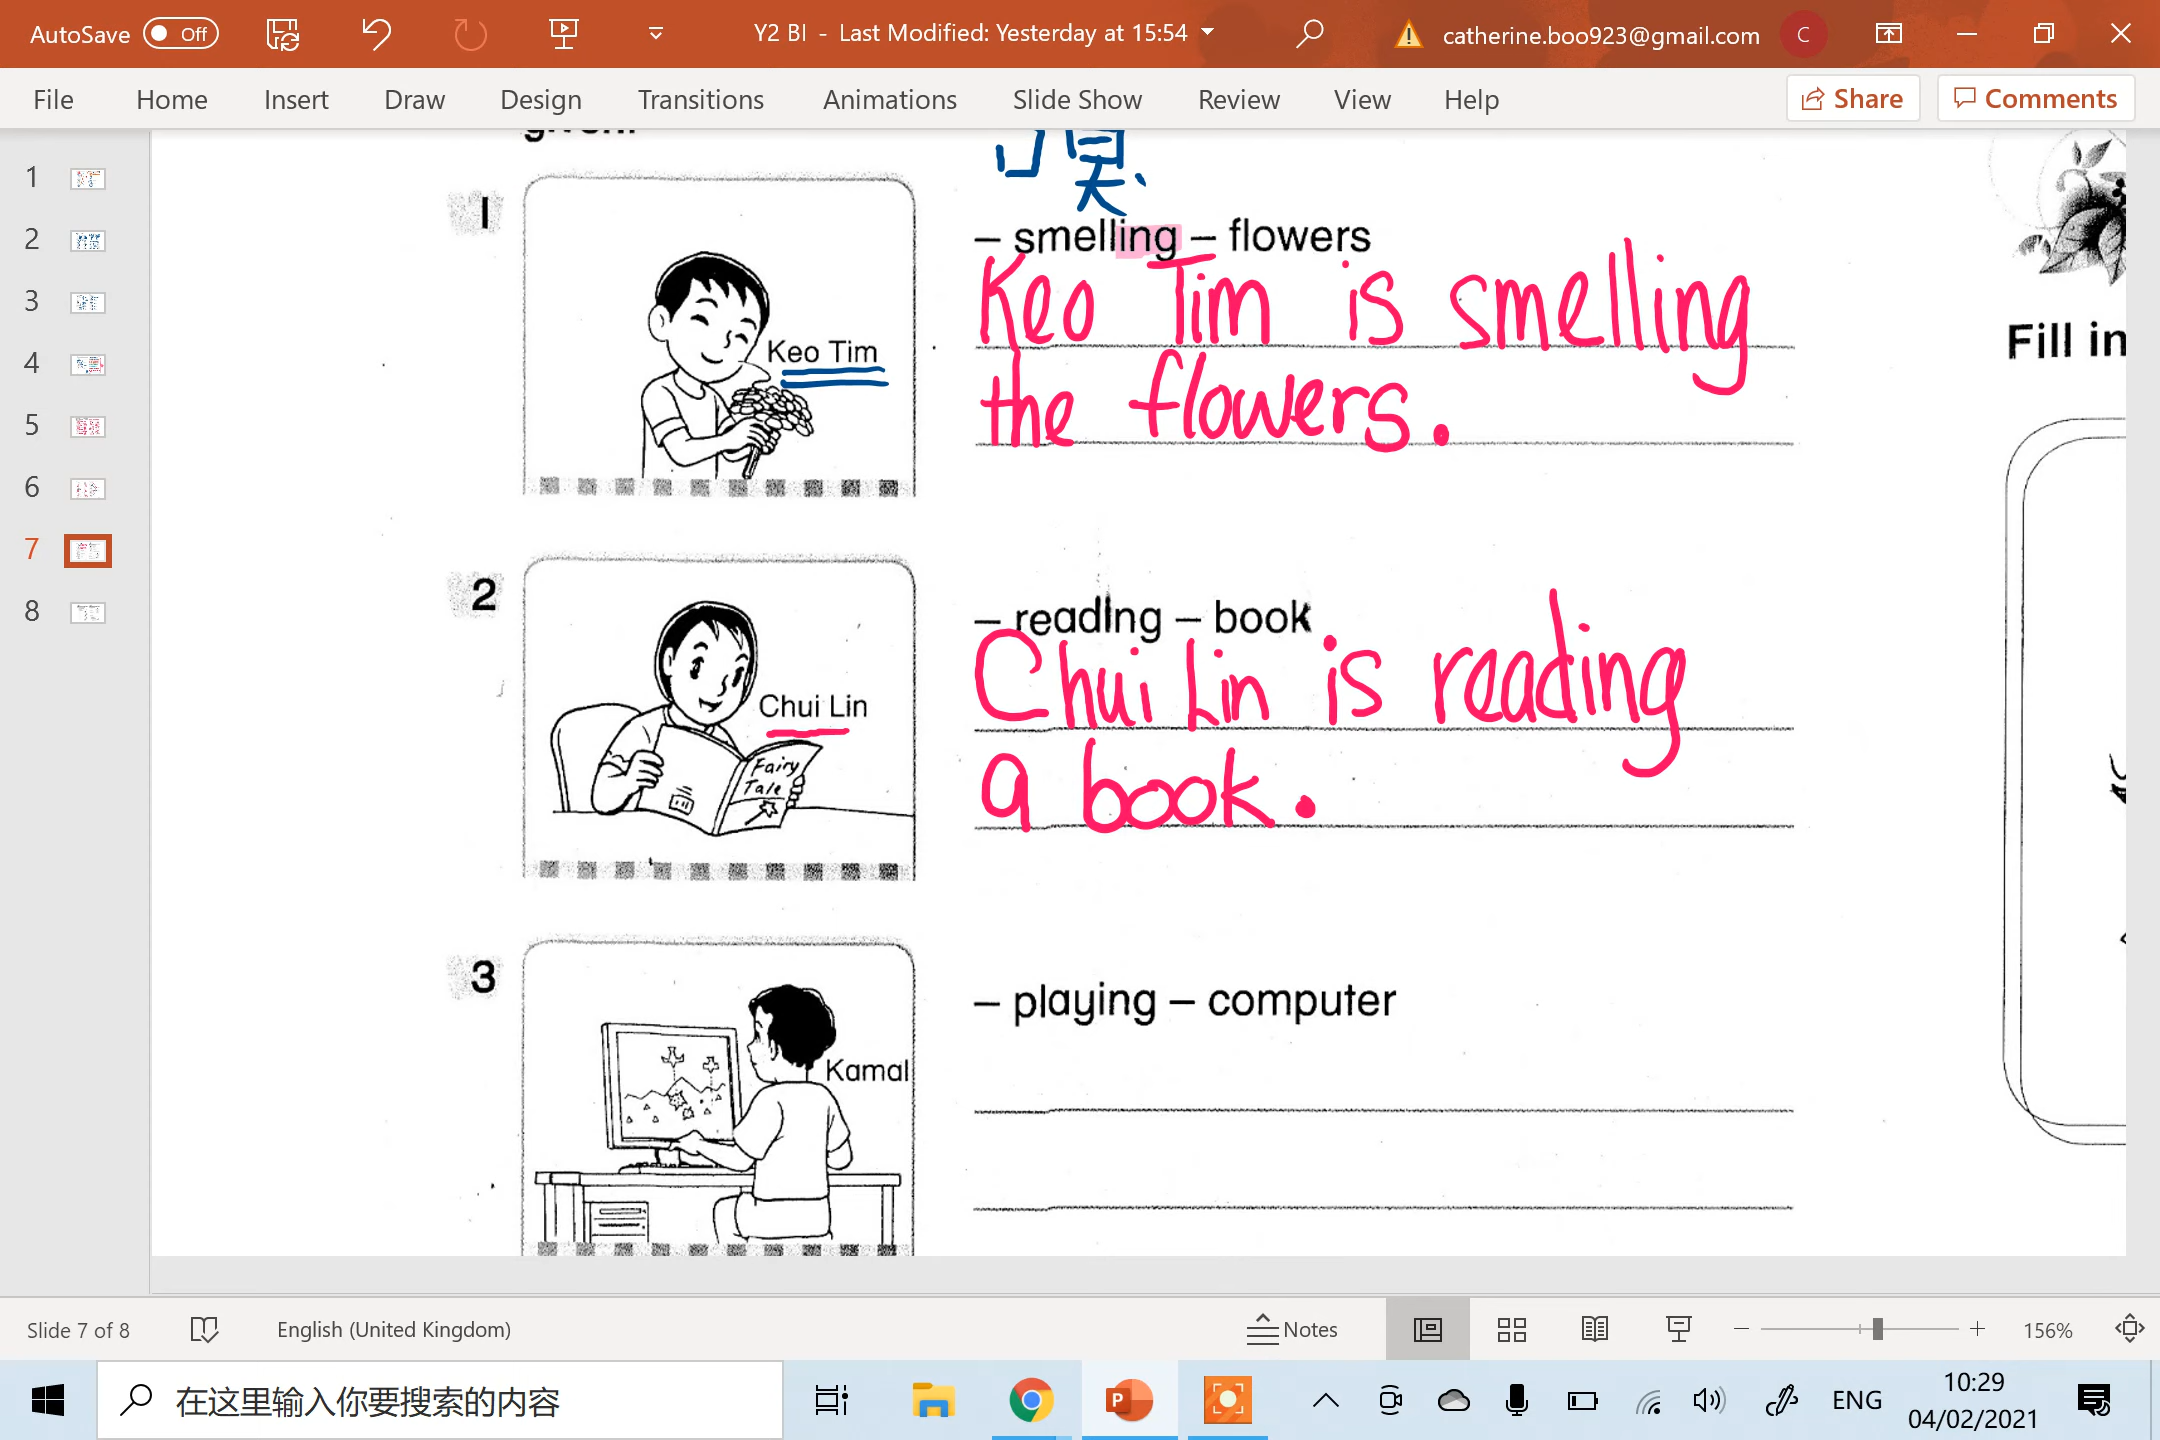 AutoSave Off Y2 BI - Last Modified: Yesterday at 15:54 catherine.boo923@gmail.com C
File Home Insert Draw Design Transitions Animations Slide Show Review View Help Share Comments
1
2
3
4
5
6
7
8
given.
嗅
1
Keo Tim
– smelling – flowers
Keo Tim is smelling
the flowers.
2
Chui Lin
Fairy
Tale
– reading – book
Chui Lin is reading
a book.
3
Kamal
– playing – computer
Fill in
Slide 7 of 8 English (United Kingdom) Notes 156%
在这里输入你要搜索的内容 ENG 10:29
04/02/2021